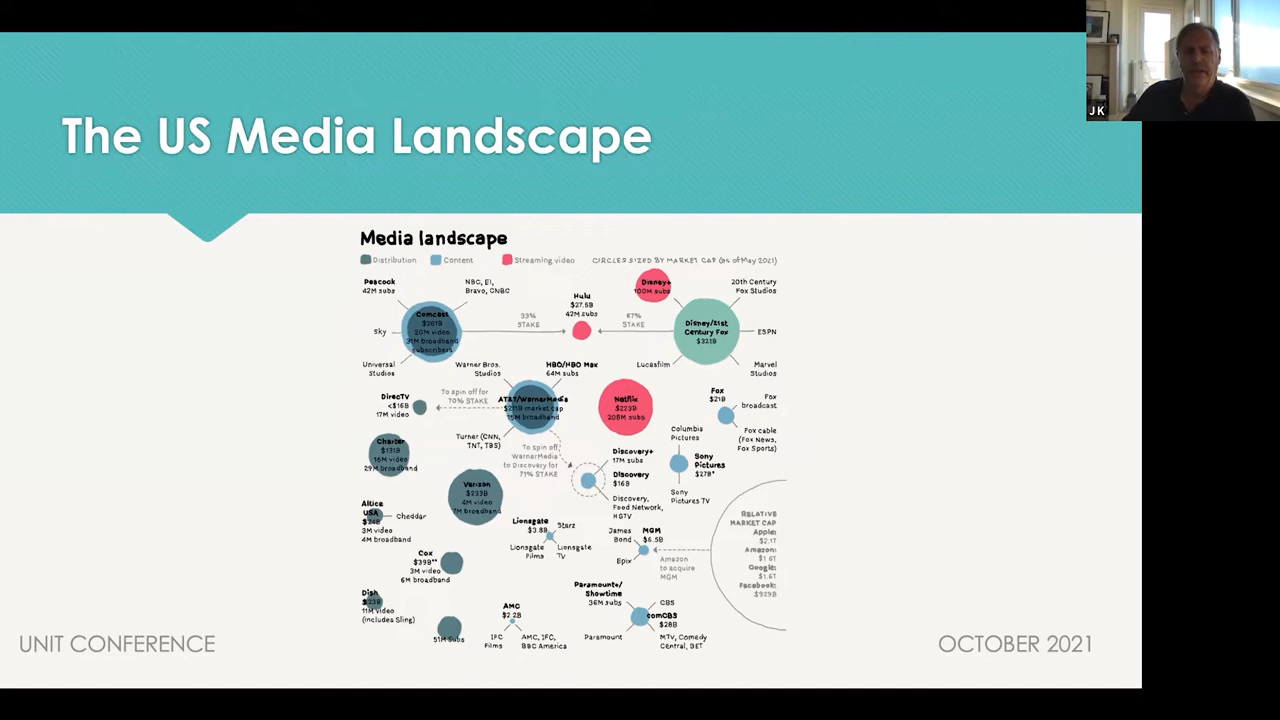 J K
The US Media Landscape
Media landscape
Distribution
Content
Streaming video
CIRCLES SIZED BY MARKET CAP (as of May 2021)
Peacock
42M subs
NBC, E!,
Bravo, CNBC
Comcast
$261B
20M video
31M broadband
subscribers
Sky
Universal
Studios
33%
STAKE
Hulu
$27.5B
42M subs
67%
STAKE
Disney+
100M subs
20th Century
Fox Studios
Disney/21st
Century Fox
$321B
ESPN
Lucasfilm
Marvel
Studios
Warner Bros.
Studios
HBO/HBO Max
64M subs
DirecTV
<$16B
17M video
To spin off for
70% STAKE
AT&T/WarnerMedia
market cap
15M broadband
Netflix
$223B
208M subs
Fox
$21B
Fox
broadcast
Fox cable
(Fox News,
Fox Sports)
Turner (CNN,
TNT, TBS)
To spin off
WarnerMedia
to Discovery for
71% STAKE
Columbia
Pictures
Sony
Pictures
$27B*
Sony
Pictures TV
Charter
$131B
16M video
29M broadband
Discovery+
17M subs
Discovery
$16B
Discovery,
Food Network,
HGTV
Verizon
$233B
4M video
7M broadband
Altice
USA
Cheddar
3M video
4M broadband
Lionsgate
$3.8B
Starz
Lionsgate
Films
Lionsgate
TV
James
Bond
MGM
$6.5B
Epix
Amazon
to acquire
MGM
RELATIVE
MARKET CAP
Apple:
$2.1T
Amazon:
$1.6T
Google:
$1.6T
Facebook:
$929B
Cox
$39B**
3M video
6M broadband
Dish
11M video
(includes Sling)
51M subs
AMC
$2.2B
IFC
Films
AMC, IFC,
BBC America
Paramount+/
Showtime
36M subs
CBS
comCBS
$28B
Paramount
MTV, Comedy
Central, BET
UNIT CONFERENCE
OCTOBER 2021